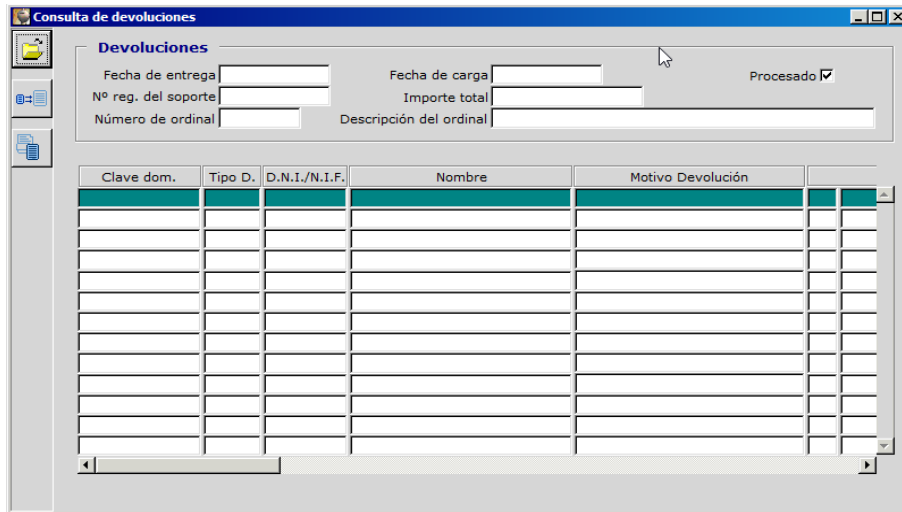 Consulta de devoluciones
Devoluciones
Fecha de entrega Fecha de carga Procesado
Nº reg. del soporte Importe total
Número de ordinal Descripción del ordinal
Clave dom. Tipo D. D.N.I./N.I.F. Nombre Motivo Devolución